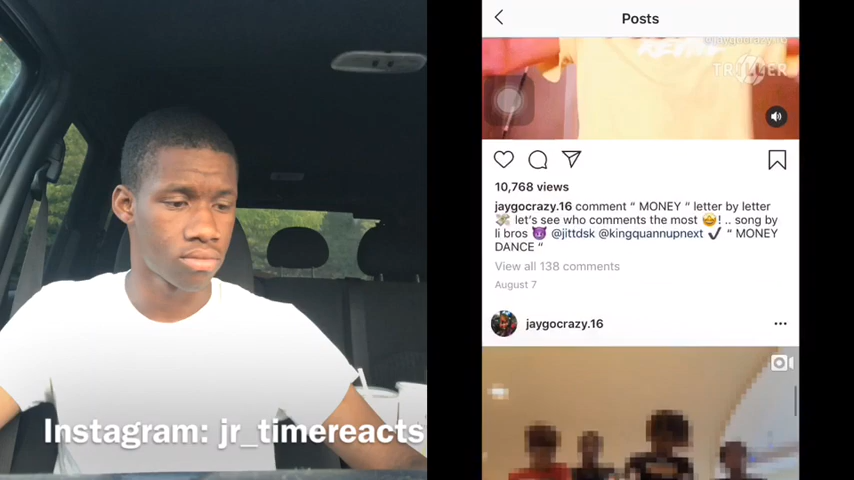 Instagram: jr_timereacts
Posts
TRILLER
10,768 views
jaygocrazy.16 comment “ MONEY “ letter by letter
💸 let's see who comments the most 🤩! .. song by
li bros 😈 @jittdsk @kingquannupnext ✔️ “ MONEY
DANCE “
View all 138 comments
August 7
jaygocrazy.16